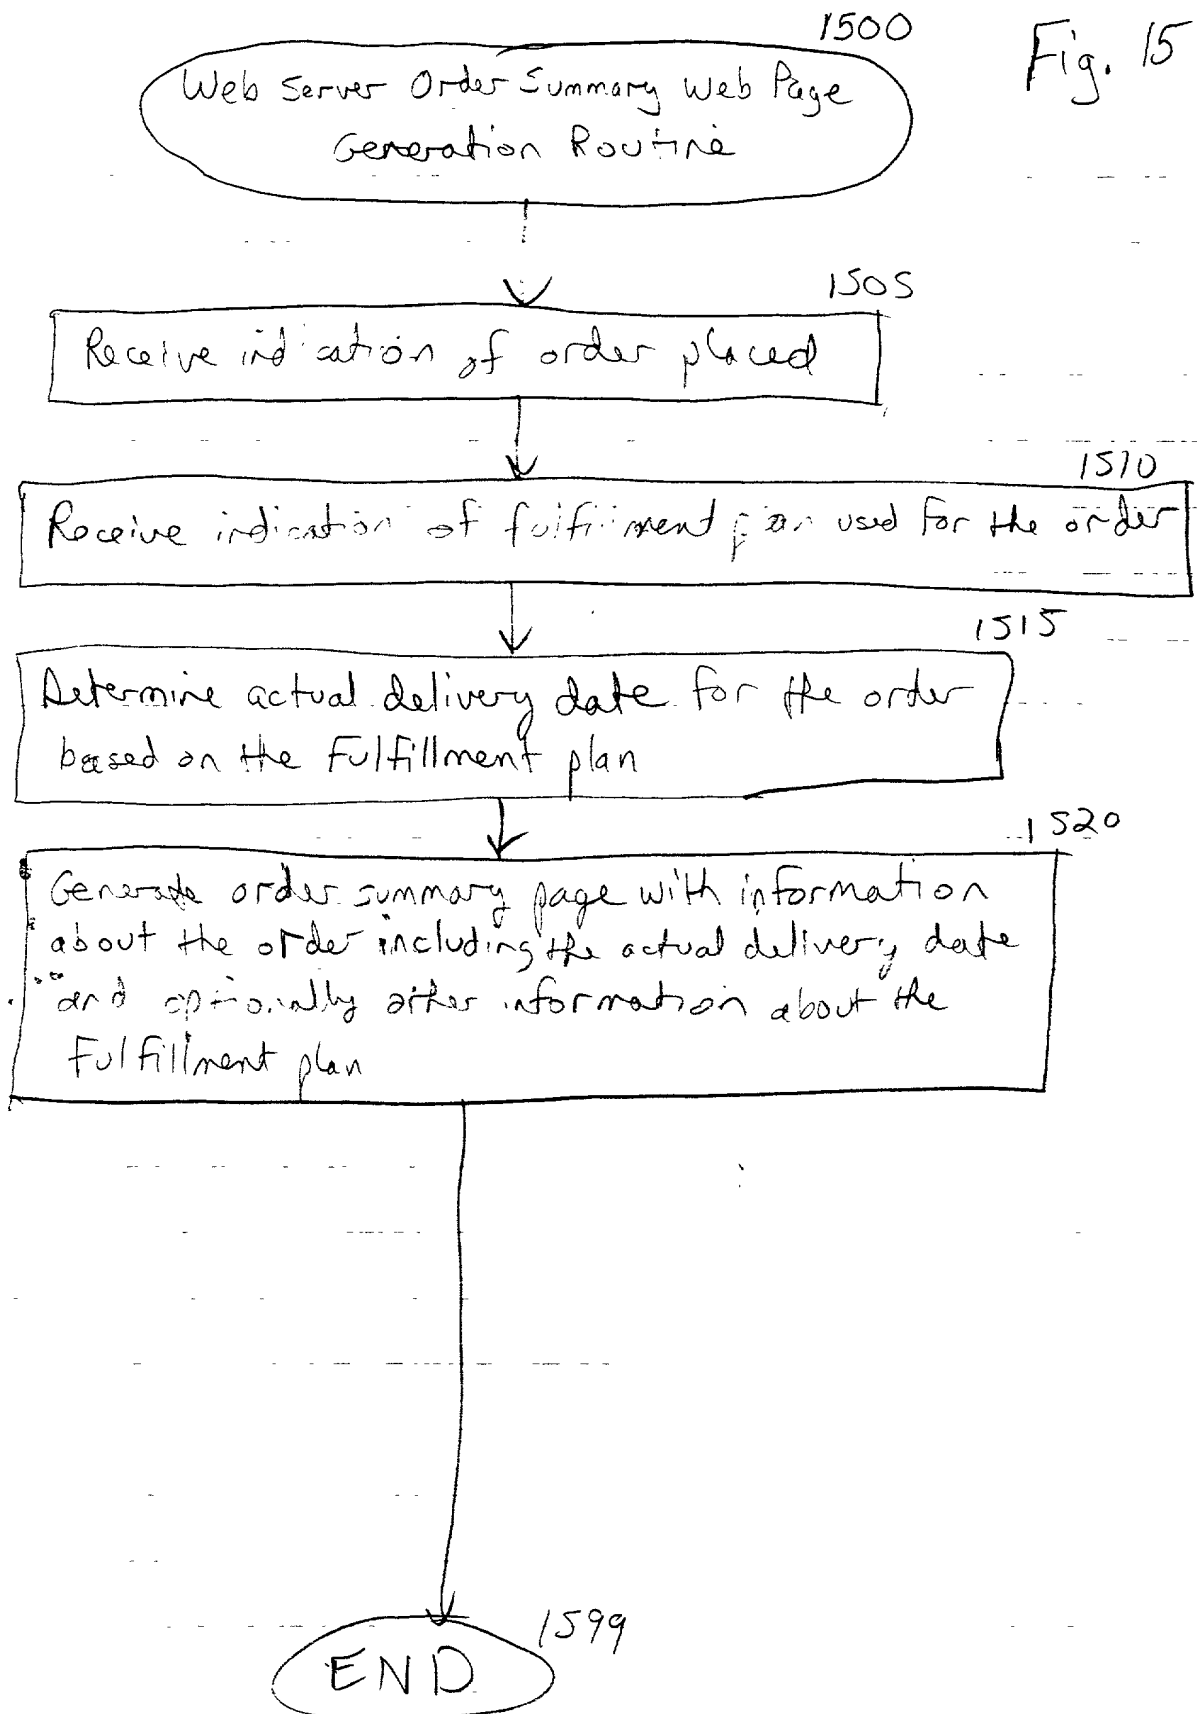 1500
Fig. 15
Web Server Order Summary Web Page
Generation Routine
1505
Receive indication of order placed
1510
Receive indication of fulfillment plan used for the order
1515
Determine actual delivery date for the order
based on the Fulfillment plan
1520
Generate order summary page with information
about the order including the actual delivery date
and optionally other information about the
Fulfillment plan
1599
END